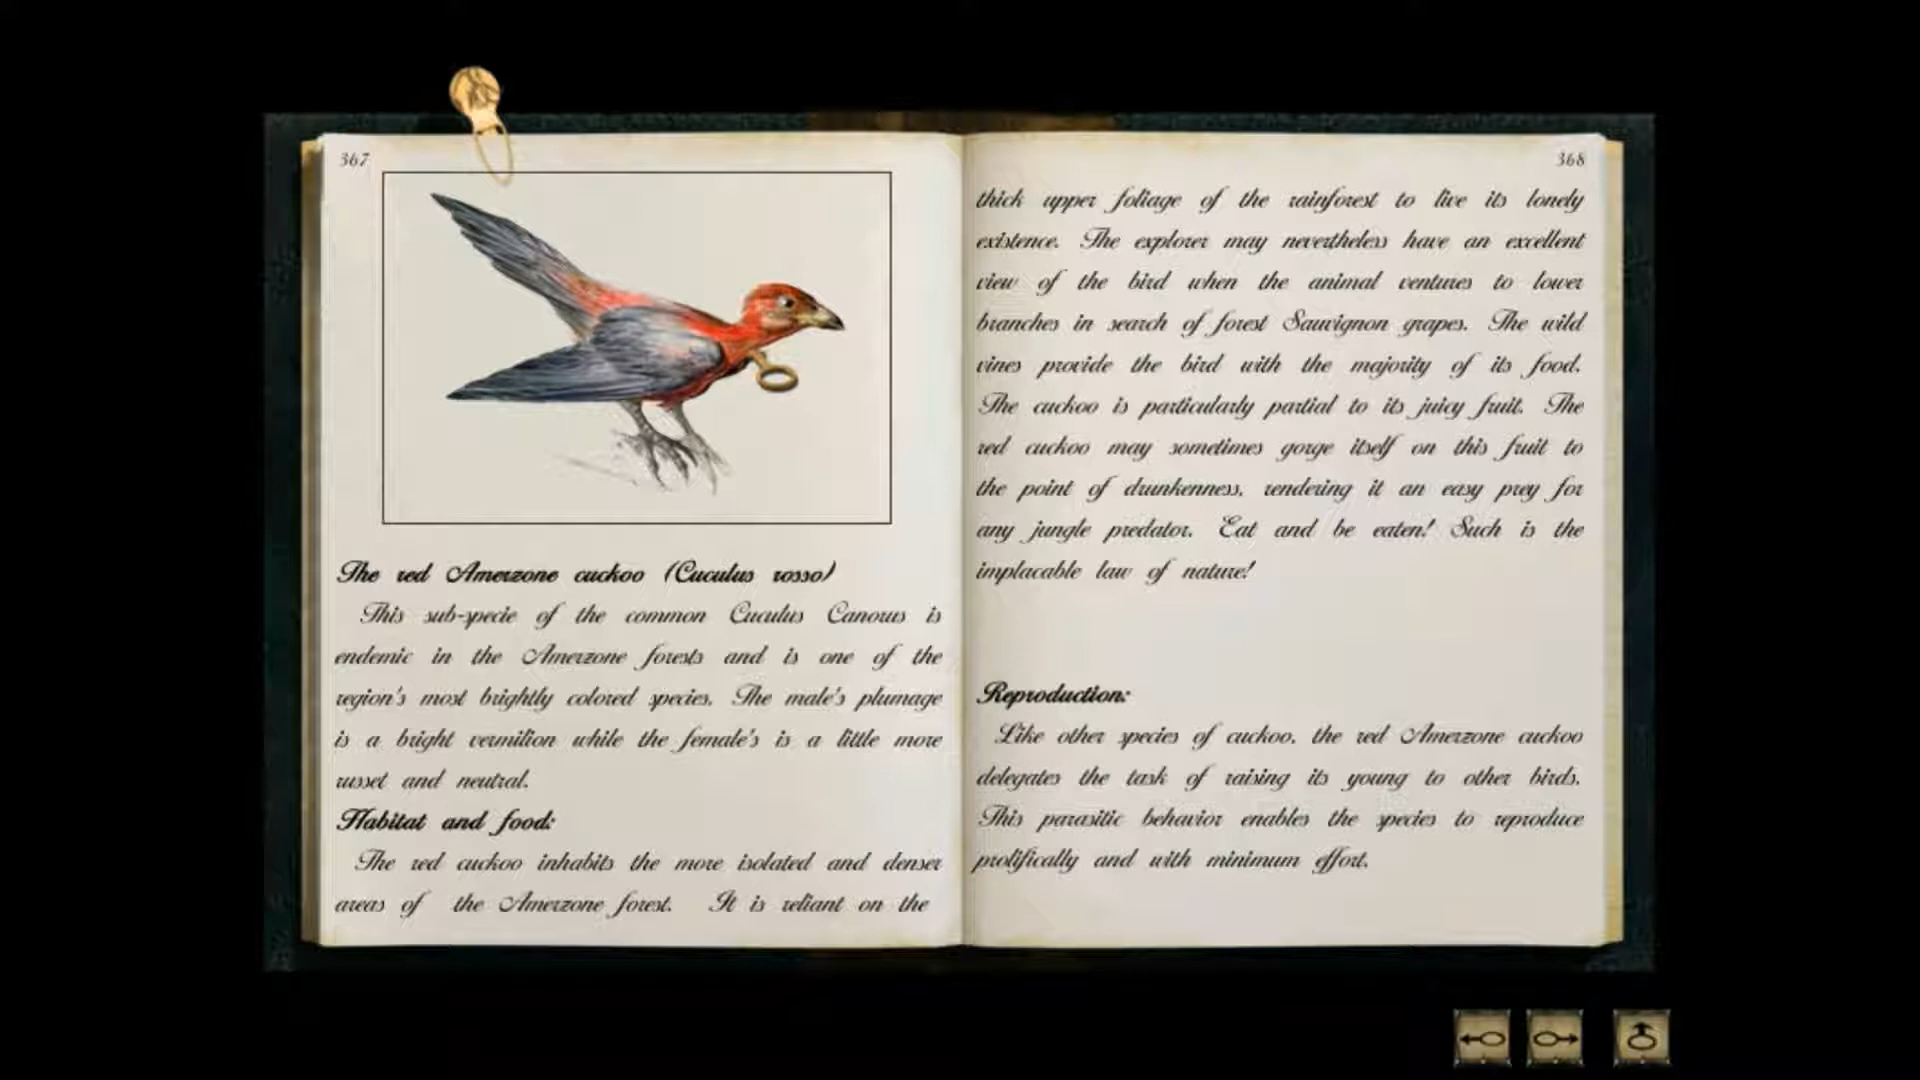 367
The red Amerzone cuckoo (Cuculus rosso)
This sub-specie of the common Cuculus Canorus is
endemic in the Amerzone forests and is one of the
region's most brightly colored species. The male's plumage
is a bright vermilion while the female's is a little more
russet and neutral.
Habitat and food:
The red cuckoo inhabits the more isolated and denser
areas of the Amerzone forest. It is reliant on the
368
thick upper foliage of the rainforest to live its lonely
existence. The explorer may nevertheless have an excellent
view of the bird when the animal ventures to lower
branches in search of forest Sauvignon grapes. The wild
vines provide the bird with the majority of its food.
The cuckoo is particularly partial to its juicy fruit. The
red cuckoo may sometimes gorge itself on this fruit to
the point of drunkenness, rendering it an easy prey for
any jungle predator. Eat and be eaten! Such is the
implacable law of nature!
Reproduction:
Like other species of cuckoo, the red Amerzone cuckoo
delegates the task of raising its young to other birds.
This parasitic behavior enables the species to reproduce
prolifically and with minimum effort.